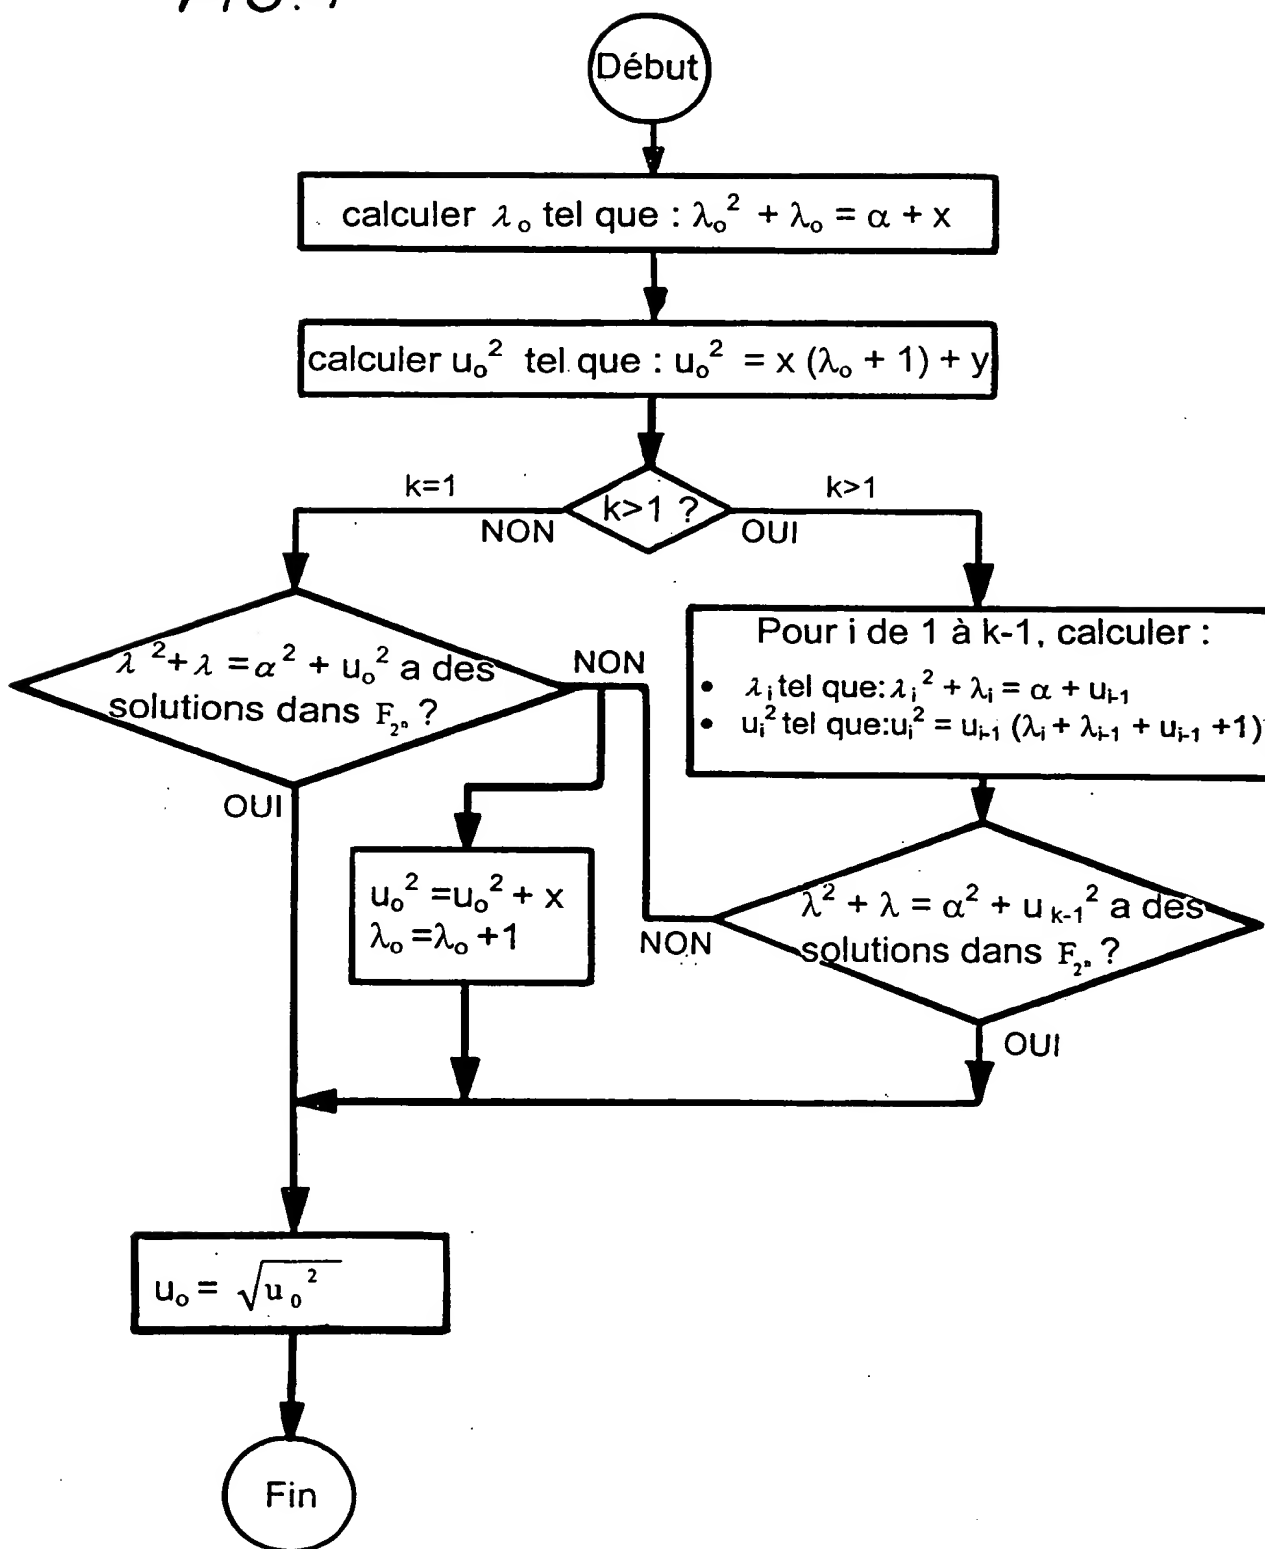 Début
calculer λ₀ tel que : λ₀² + λ₀ = α + x
calculer u₀² tel que : u₀² = x (λ₀ + 1) + y
k=1
k>1
k>1 ?
NON
OUI
λ² + λ = α² + u₀² a des
solutions dans F₂ⁿ ?
NON
OUI
Pour i de 1 à k-1, calculer :
• λᵢ tel que: λᵢ² + λᵢ = α + uᵢ₋₁
• uᵢ² tel que: uᵢ² = uᵢ₋₁ (λᵢ + λᵢ₋₁ + uᵢ₋₁ +1)
u₀² =u₀² + x
λ₀ =λ₀ +1
λ² + λ = α² + uₖ₋₁² a des
solutions dans F₂ⁿ ?
NON
OUI
u₀ = √u₀²
Fin